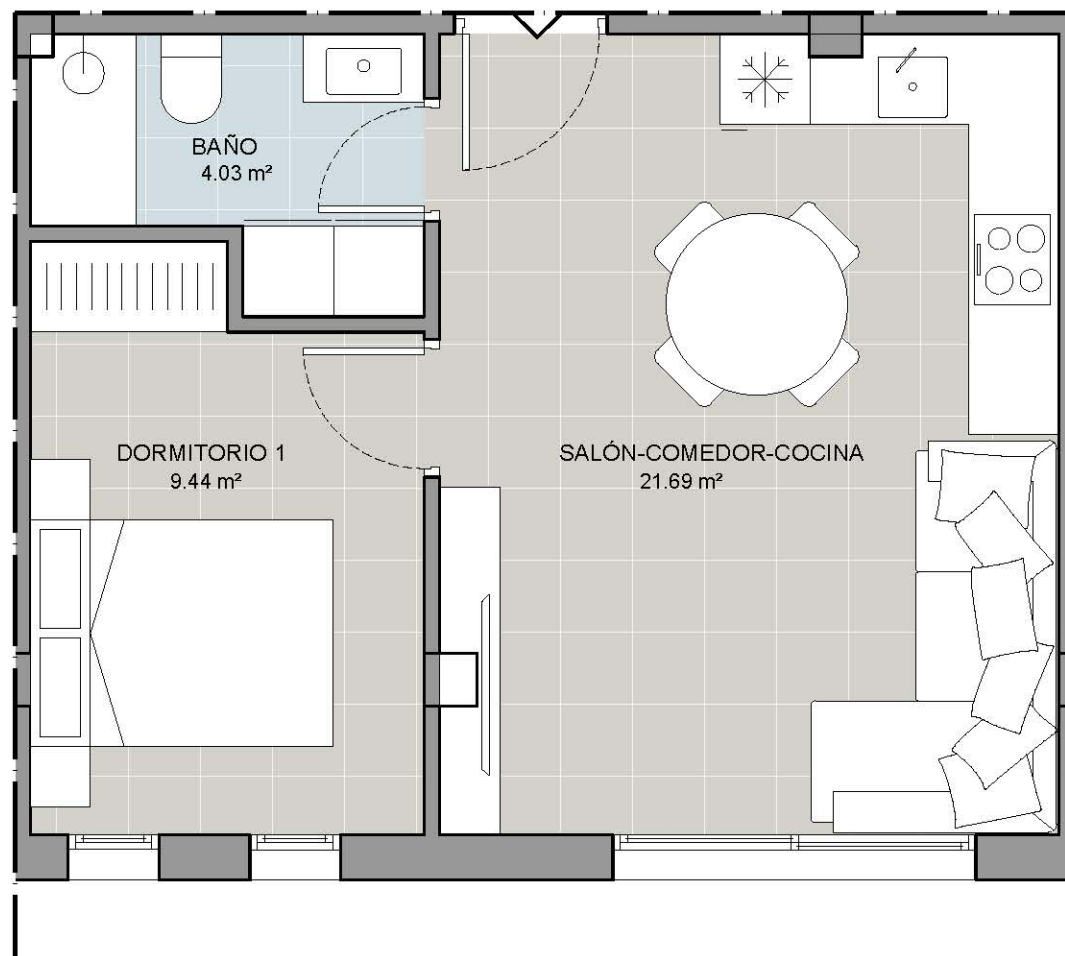 BAÑO
4.03 m²
DORMITORIO 1
9.44 m²
SALÓN-COMEDOR-COCINA
21.69 m²